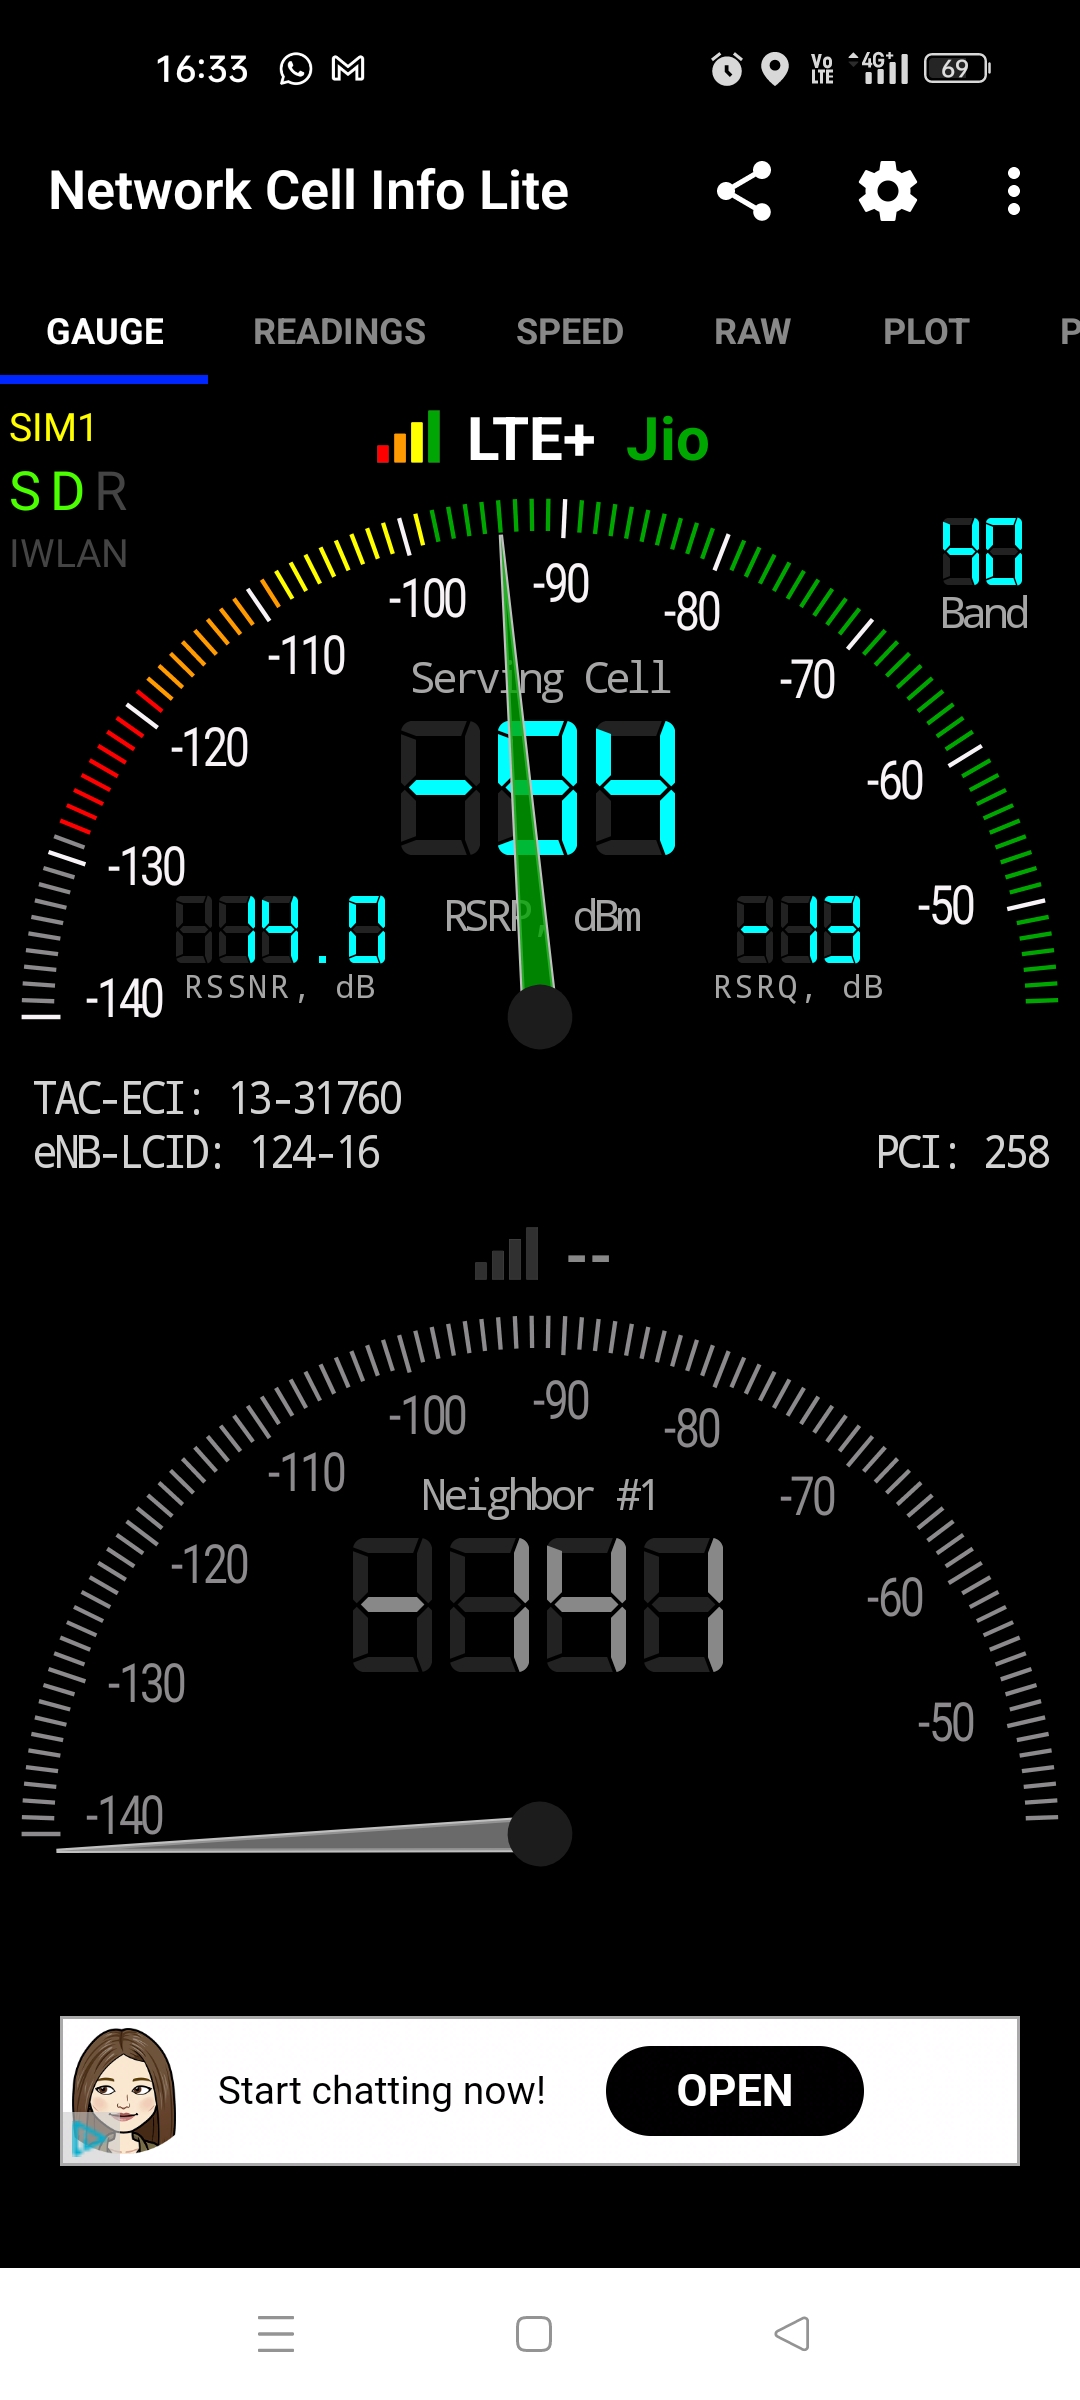 16:33 Vo LTE 4G+ 69
Network Cell Info Lite
GAUGE READINGS SPEED RAW PLOT P
SIM1
LTE+ Jio
S D R
IWLAN
40
Band
-140 -130 -120 -110 -100 -90 -80 -70 -60 -50
Serving Cell
-94
RSRP, dBm
14.0
RSSNR, dB
-13
RSRQ, dB
TAC-ECI: 13-31760
eNB-LCID: 124-16 PCI: 258
--
-140 -130 -120 -110 -100 -90 -80 -70 -60 -50
Neighbor #1
-141
Start chatting now! OPEN